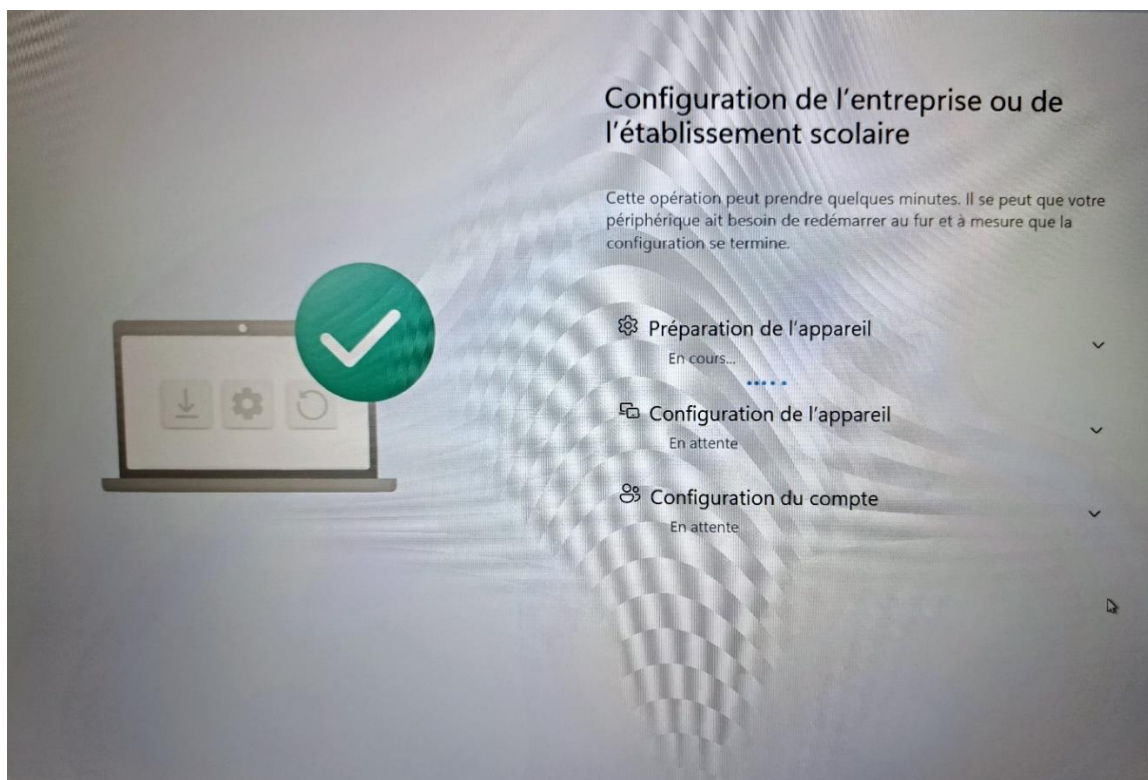 Configuration de l'entreprise ou de
l'établissement scolaire
Cette opération peut prendre quelques minutes. Il se peut que votre
périphérique ait besoin de redémarrer au fur et à mesure que la
configuration se termine.
Préparation de l'appareil
En cours...
Configuration de l'appareil
En attente
Configuration du compte
En attente